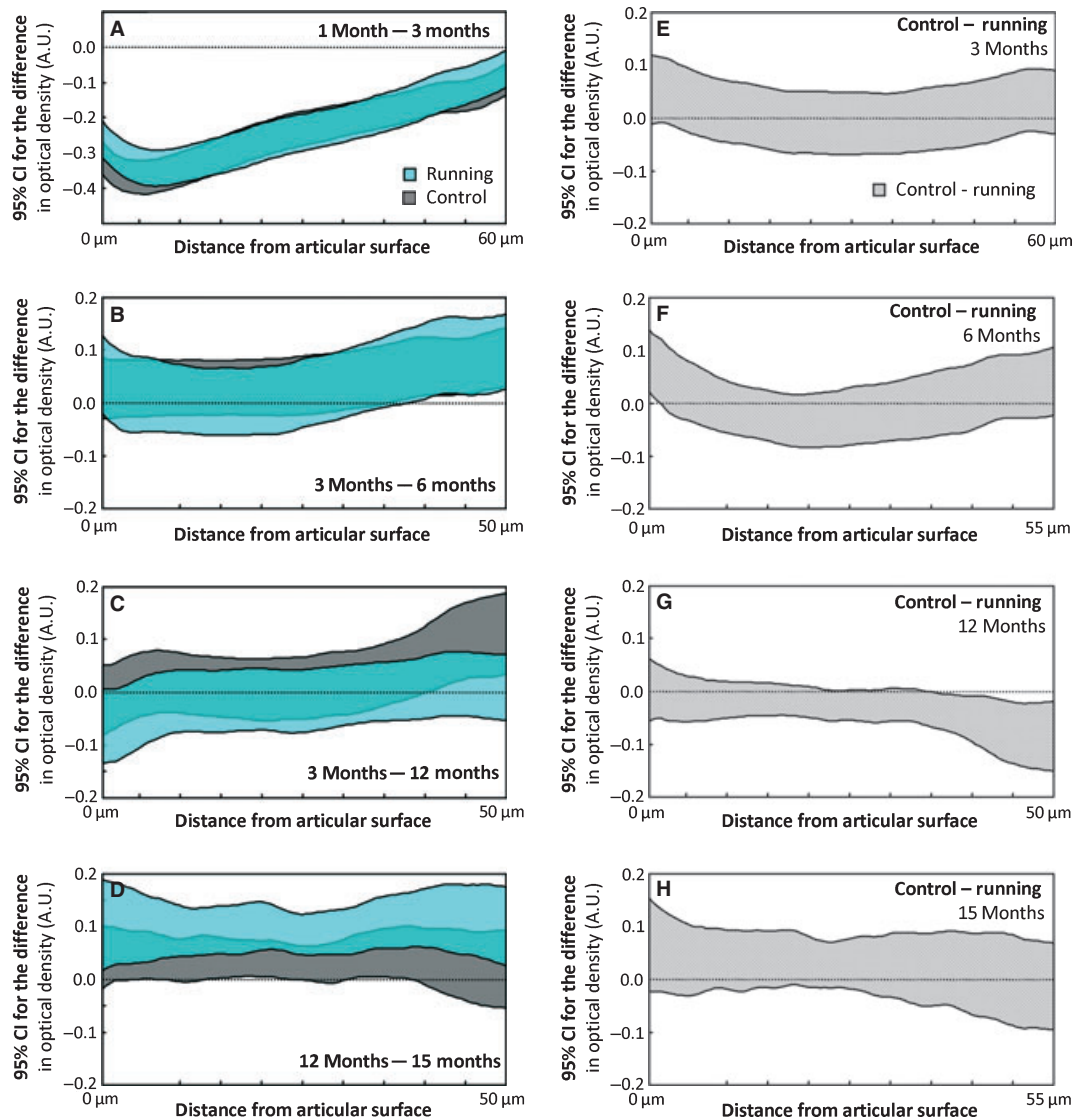 A
1 Month — 3 months
95% CI for the difference
in optical density (A.U.)
0.0
−0.1
−0.2
−0.3
−0.4
Running
Control
0 µm
60 µm
Distance from articular surface
E
Control – running
3 Months
95% CI for the difference
in optical density (A.U.)
0.2
0.1
0.0
−0.1
−0.2
Control - running
0 µm
60 µm
Distance from articular surface
B
95% CI for the difference
in optical density (A.U.)
0.2
0.1
0.0
−0.1
−0.2
3 Months — 6 months
0 µm
50 µm
Distance from articular surface
F
Control – running
6 Months
95% CI for the difference
in optical density (A.U.)
0.2
0.1
0.0
−0.1
−0.2
0 µm
55 µm
Distance from articular surface
C
95% CI for the difference
in optical density (A.U.)
0.2
0.1
0.0
−0.1
−0.2
3 Months — 12 months
0 µm
50 µm
Distance from articular surface
G
Control – running
12 Months
95% CI for the difference
in optical density (A.U.)
0.2
0.1
0.0
−0.1
−0.2
0 µm
50 µm
Distance from articular surface
D
95% CI for the difference
in optical density (A.U.)
0.2
0.1
0.0
−0.1
−0.2
12 Months — 15 months
0 µm
50 µm
Distance from articular surface
H
Control – running
15 Months
95% CI for the difference
in optical density (A.U.)
0.2
0.1
0.0
−0.1
−0.2
0 µm
55 µm
Distance from articular surface